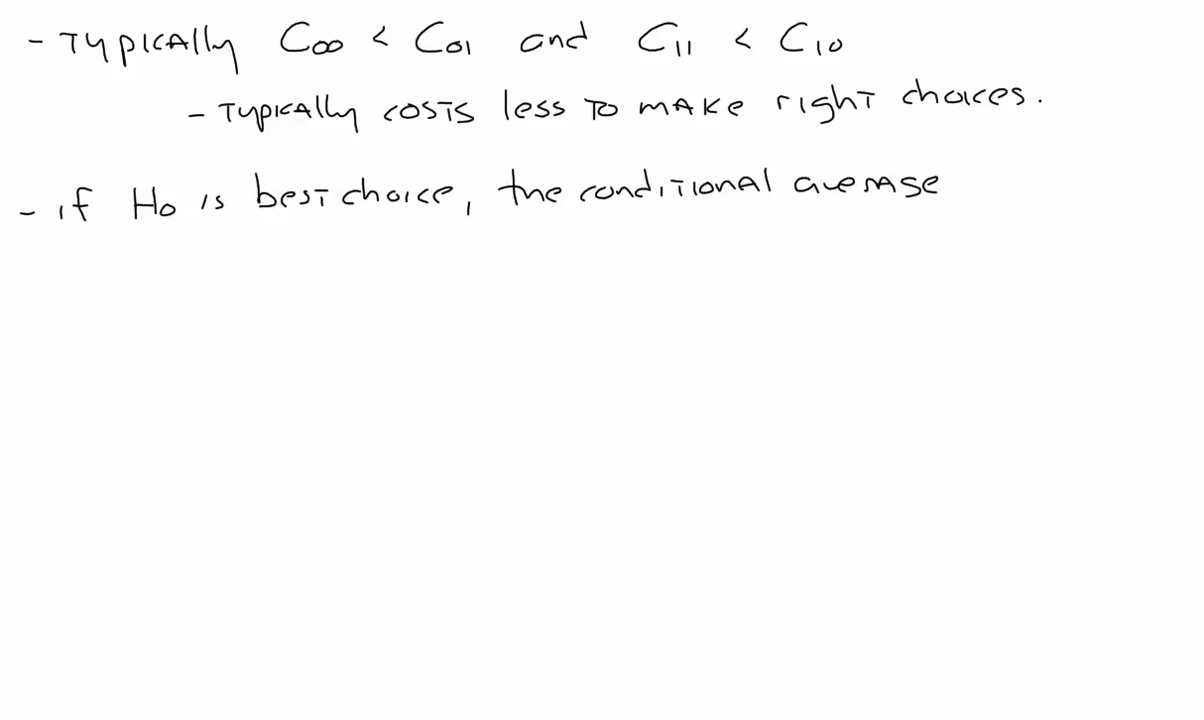 - Typically C00 < C01 and C11 < C10
- Typically costs less to make right choices.
- if H0 is best choice, the conditional average